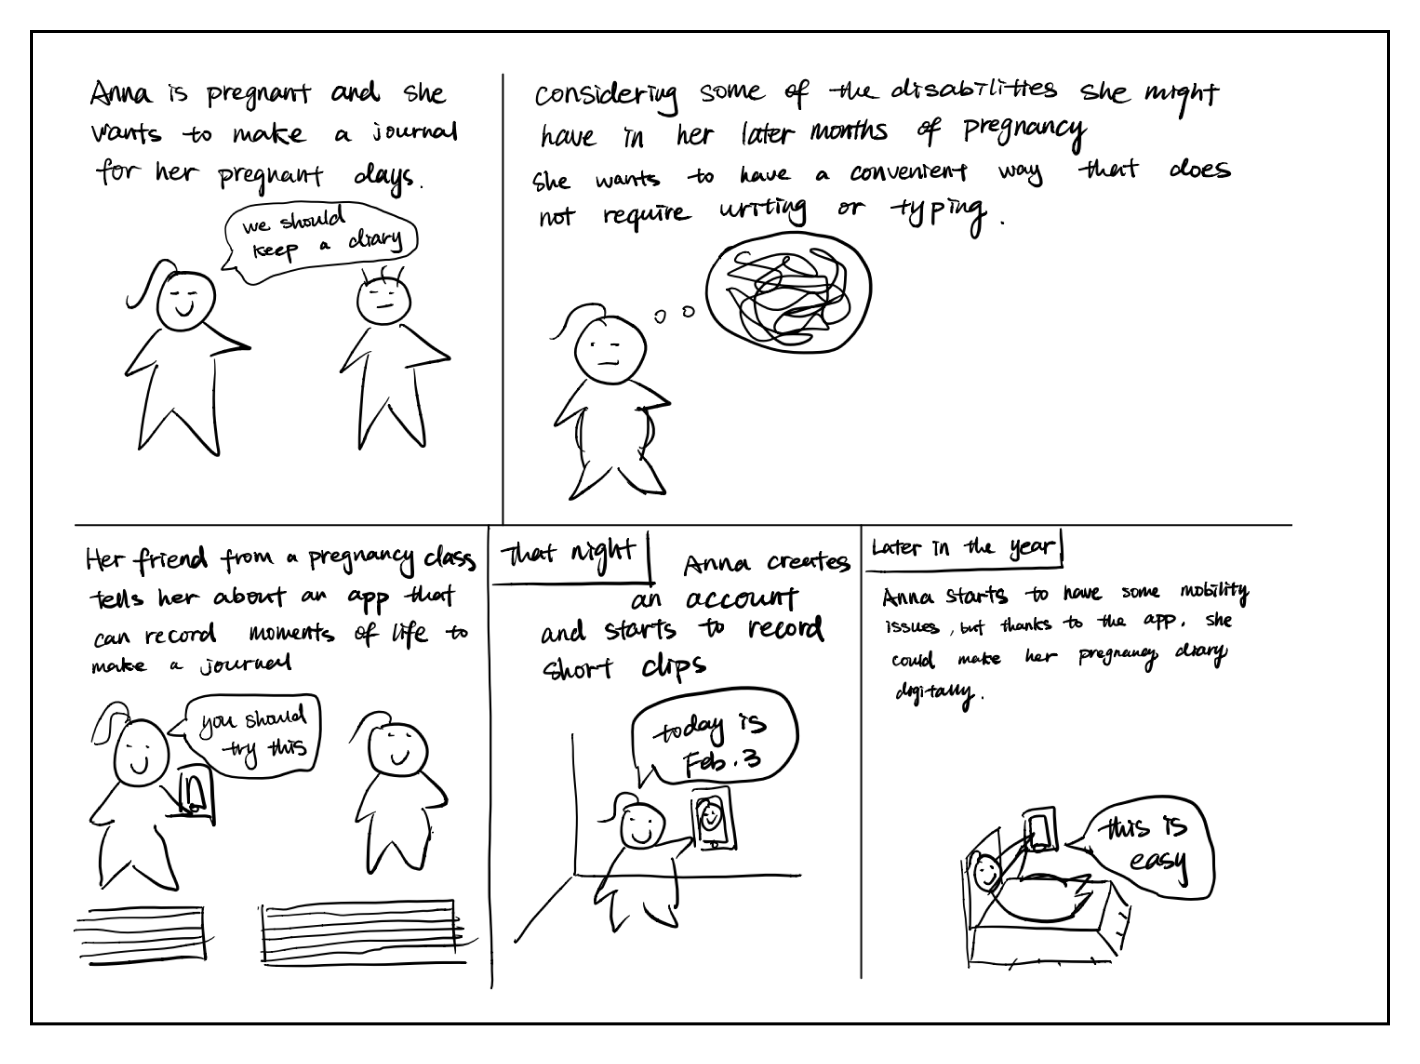 Anna is pregnant and she
wants to make a journal
for her pregnant days.
we should
keep a diary
considering some of the disabilities she might
have in her later months of pregnancy
she wants to have a convenient way that does
not require writing or typing.
Her friend from a pregnancy class
tells her about an app that
can record moments of life to
make a journal
you should
try this
That night
Anna creates
an account
and starts to record
short clips
today is
Feb. 3
Later in the year
Anna starts to have some mobility
issues, but thanks to the app. she
could make her pregnancy diary
digitally.
this is
easy